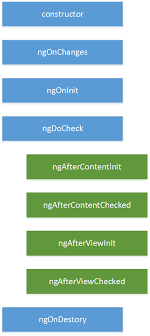 constructor
ngOnChanges
ngOnInit
ngDoCheck
ngAfterContentInit
ngAfterContentChecked
ngAfterViewInit
ngAfterViewChecked
ngOnDestory